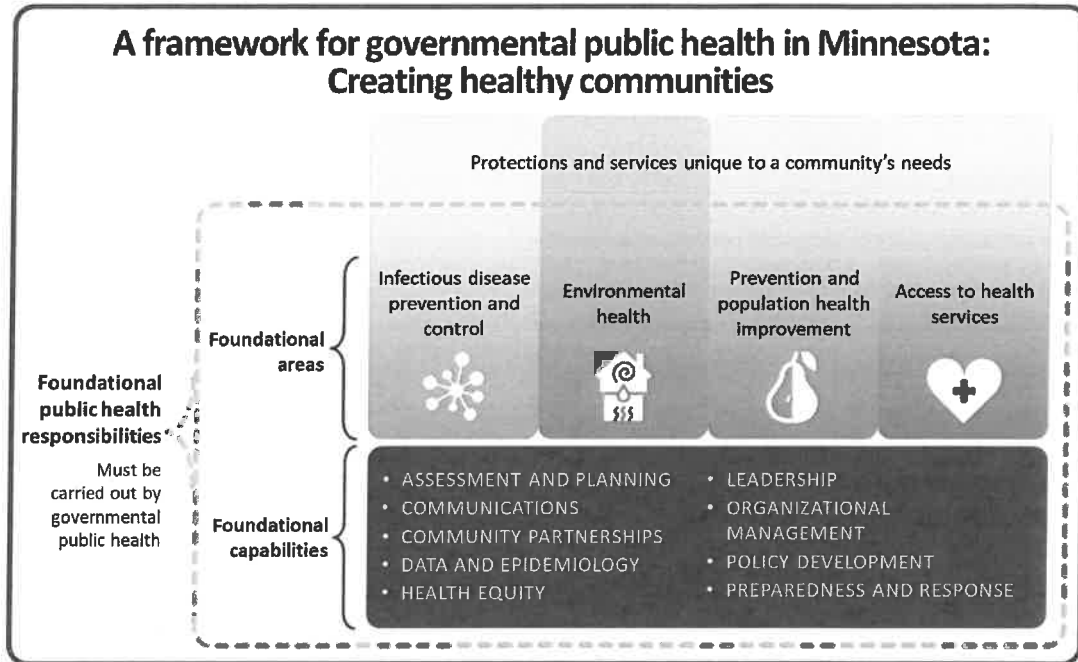 A framework for governmental public health in Minnesota:
Creating healthy communities
Protections and services unique to a community's needs
Foundational
public health
responsibilities
Must be
carried out by
governmental
public health
Foundational
areas
Infectious disease
prevention and
control
Environmental
health
Prevention and
population health
improvement
Access to health
services
Foundational
capabilities
• ASSESSMENT AND PLANNING
• COMMUNICATIONS
• COMMUNITY PARTNERSHIPS
• DATA AND EPIDEMIOLOGY
• HEALTH EQUITY
• LEADERSHIP
• ORGANIZATIONAL
MANAGEMENT
• POLICY DEVELOPMENT
• PREPAREDNESS AND RESPONSE